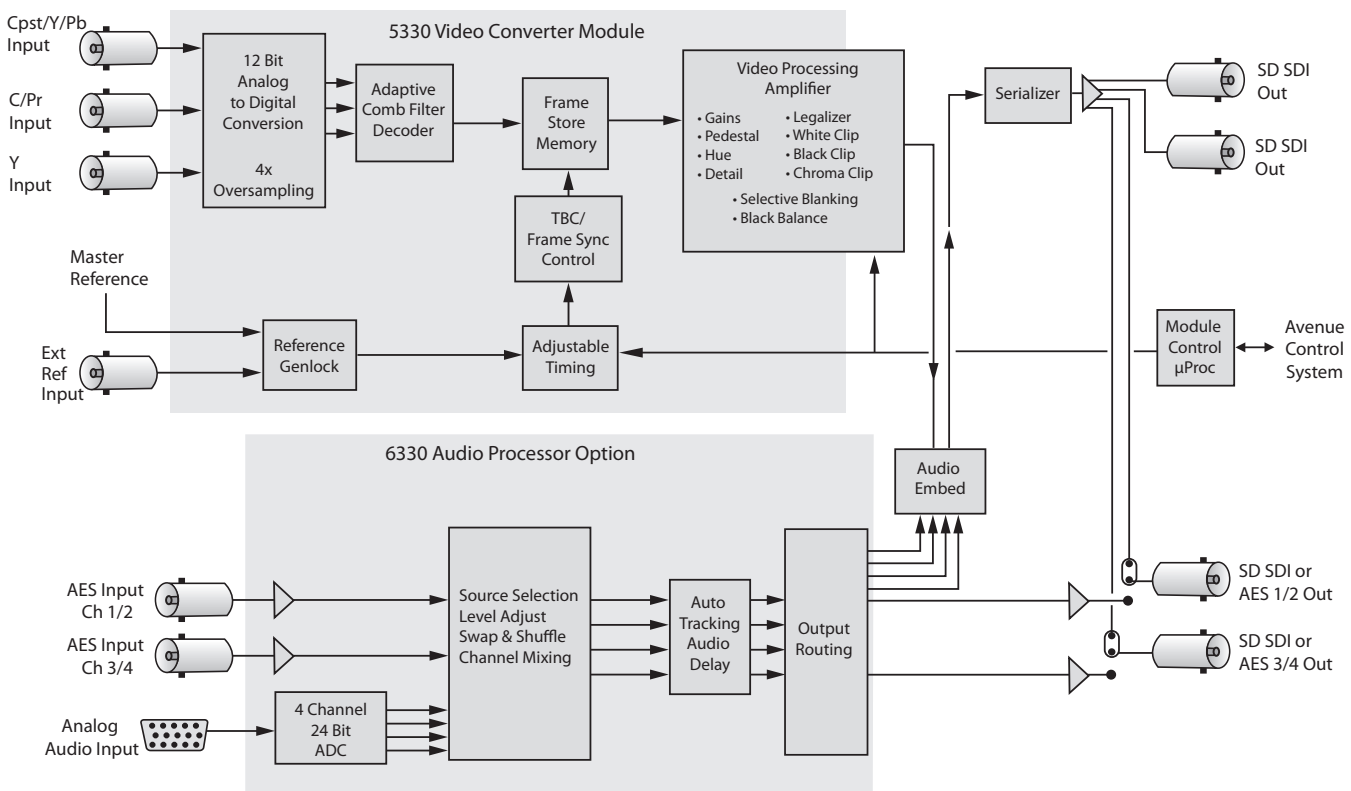 5330 Video Converter Module
Cpst/Y/Pb
Input
C/Pr
Input
Y
Input
12 Bit
Analog
to Digital
Conversion
4x
Oversampling
Adaptive
Comb Filter
Decoder
Frame
Store
Memory
Video Processing
Amplifier
• Gains
• Pedestal
• Hue
• Detail
• Legalizer
• White Clip
• Black Clip
• Chroma Clip
• Selective Blanking
• Black Balance
Serializer
SD SDI
Out
SD SDI
Out
TBC/
Frame Sync
Control
Master
Reference
Ext
Ref
Input
Reference
Genlock
Adjustable
Timing
Module
Control
µProc
Avenue
Control
System
6330 Audio Processor Option
Audio
Embed
AES Input
Ch 1/2
AES Input
Ch 3/4
Analog
Audio Input
4 Channel
24 Bit
ADC
Source Selection
Level Adjust
Swap & Shuffle
Channel Mixing
Auto
Tracking
Audio
Delay
Output
Routing
SD SDI or
AES 1/2 Out
SD SDI or
AES 3/4 Out